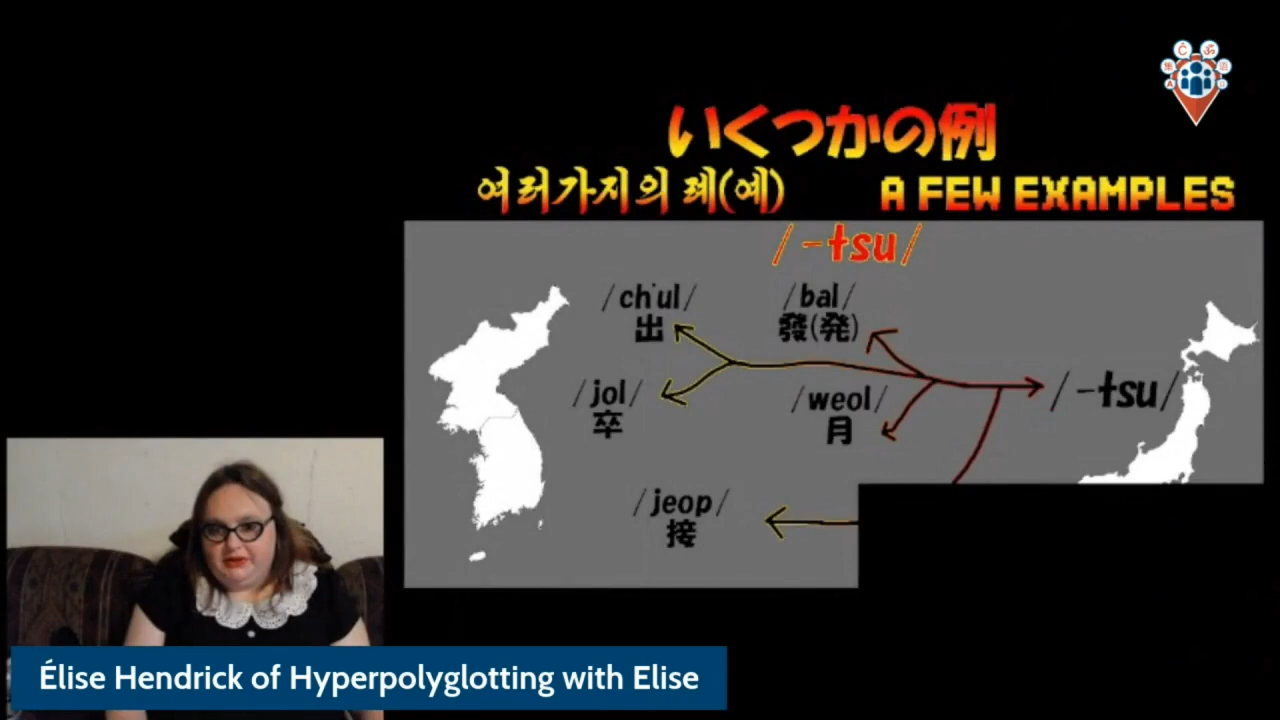 いくつかの例
여러가지의 례(예)
A FEW EXAMPLES
/-tsu/
/ch'ul/
出
/bal/
發(発)
/jol/
卒
/weol/
月
/-tsu/
/jeop/
接
Élise Hendrick of Hyperpolyglotting with Elise